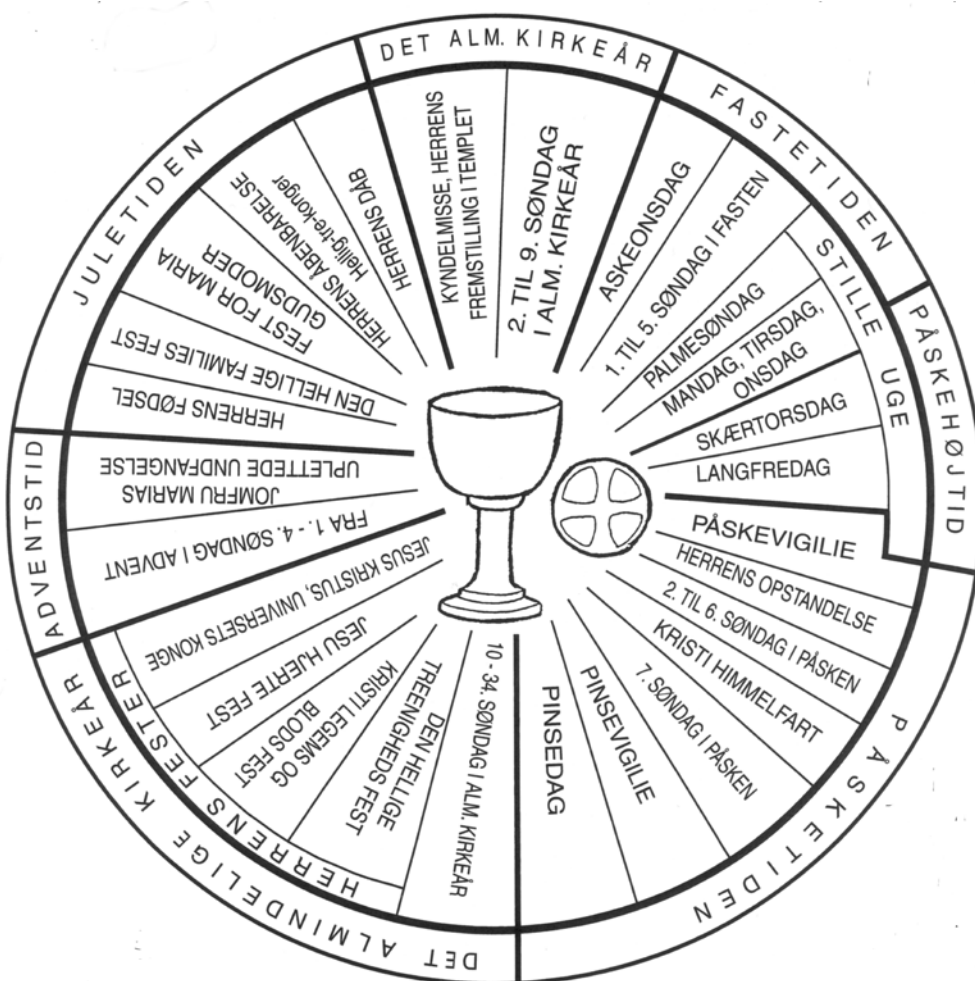 DET ALM. KIRKEÅR
KYNDELMISSE, HERRENS
FREMSTILLING I TEMPLET
2. TIL 9. SØNDAG
I ALM. KIRKEÅR
FASTETIDEN
ASKEONSDAG
1. TIL 5. SØNDAG I FASTEN
STILLE UGE
PALMESØNDAG
MANDAG, TIRSDAG,
ONSDAG
PÅSKEHØJTID
SKÆRTORSDAG
LANGFREDAG
PÅSKEVIGILIE
PÅSKETIDEN
HERRENS OPSTANDELSE
2. TIL 6. SØNDAG I PÅSKEN
KRISTI HIMMELFART
7. SØNDAG I PÅSKEN
PINSEVIGILIE
PINSEDAG
DET ALMINDELIGE KIRKEÅR
10 - 34. SØNDAG I ALM. KIRKEÅR
HERRENS FESTER
DEN HELLIGE
TREENIGHEDS FEST
KRISTI LEGEMS OG
BLODS FEST
JESU HJERTE FEST
JESUS KRISTUS, UNIVERSETS KONGE
ADVENTSTID
FRA 1. - 4. SØNDAG I ADVENT
JOMFRU MARIAS
UPLETTEDE UNDFANGELSE
JULETIDEN
HERRENS FØDSEL
DEN HELLIGE FAMILIES FEST
FEST FOR MARIA
GUDSMODER
HERRENS ÅBENBARELSE
Hellig-tre-konger
HERRENS DÅB